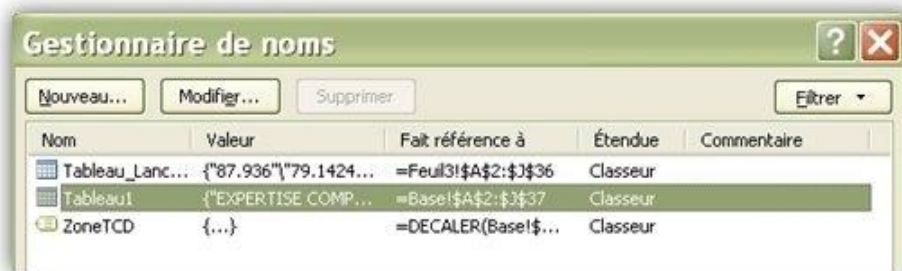 Gestionnaire de noms
Nouveau... Modifier... Supprimer Filtrer
Nom Valeur Fait référence à Étendue Commentaire
Tableau_Lanc... {"87.936"\"79.1424... =Feuil3!$A$2:$J$36 Classeur
Tableau1 {"EXPERTISE COMP... =Base!$A$2:$J$37 Classeur
ZoneTCD {...} =DECALER(Base!$... Classeur